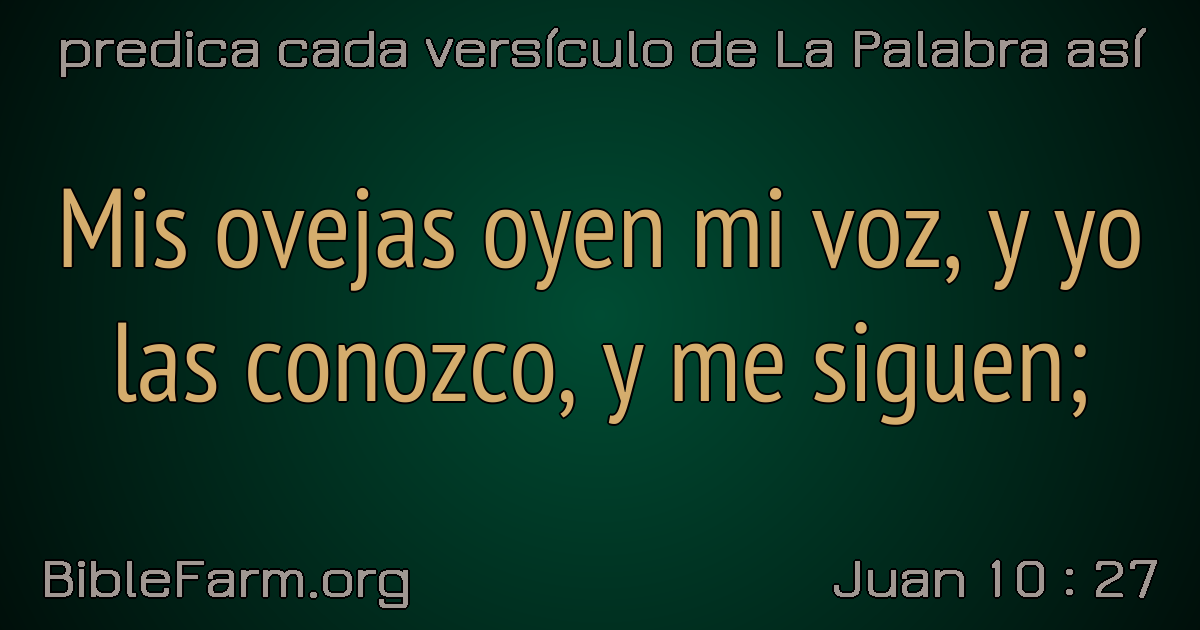 predica cada versículo de La Palabra así
Mis ovejas oyen mi voz, y yo
las conozco, y me siguen;
BibleFarm.org
Juan 10 : 27